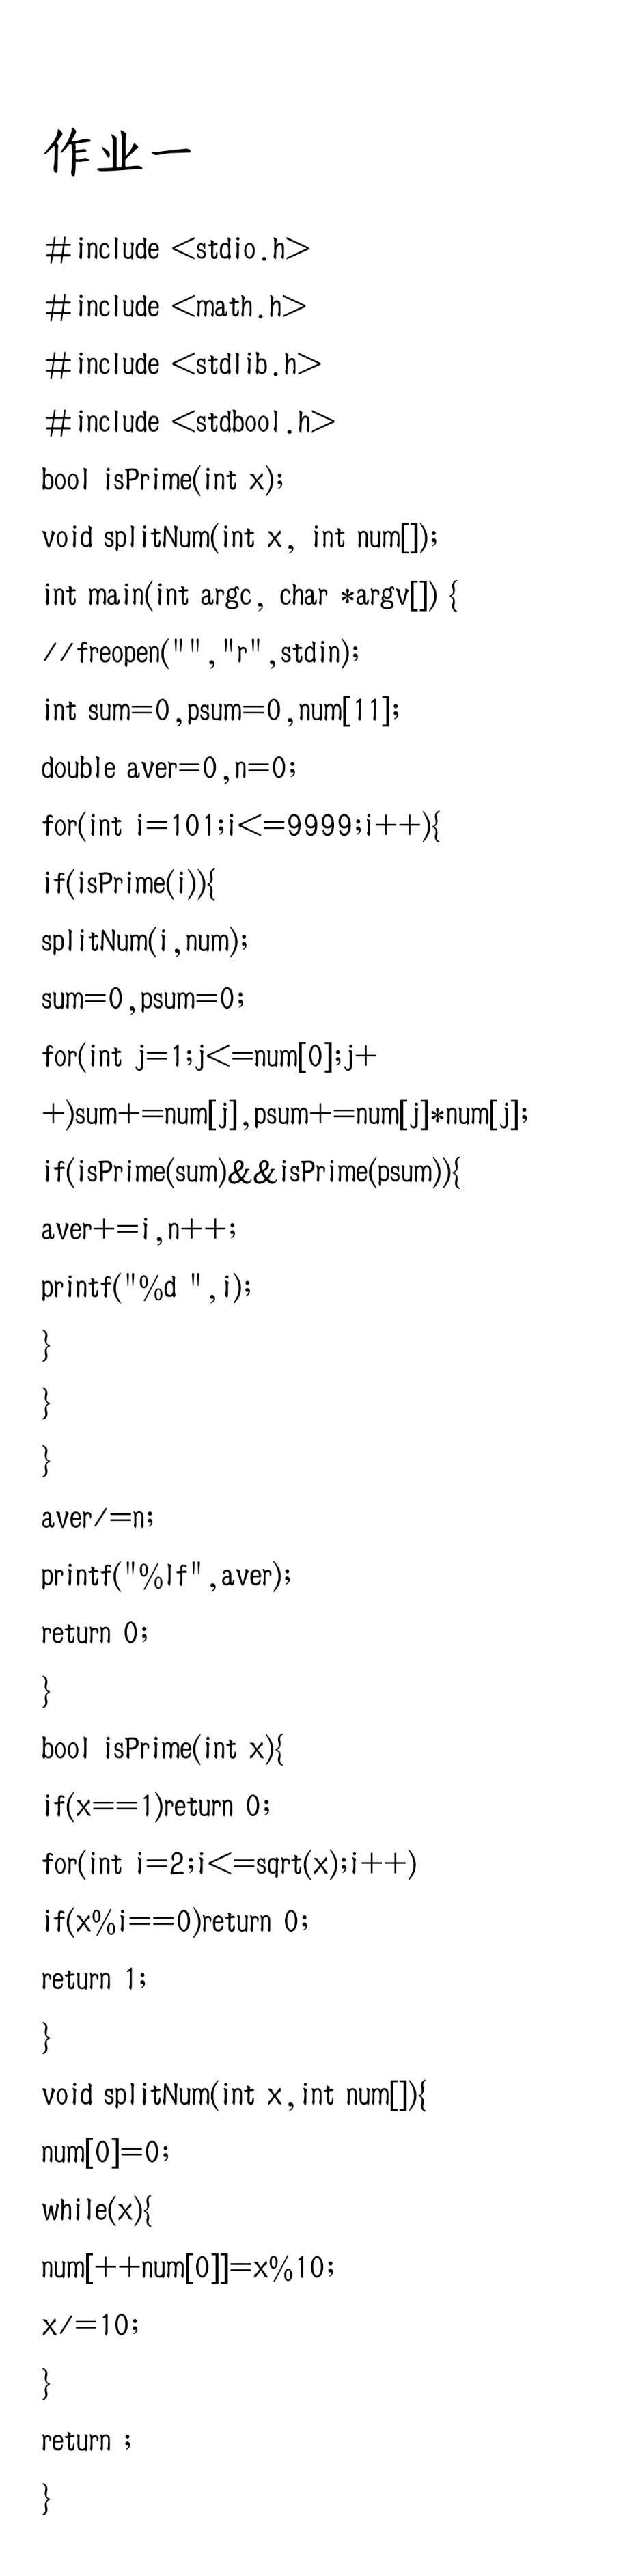 作业一
#include <stdio.h>
#include <math.h>
#include <stdlib.h>
#include <stdbool.h>
bool isPrime(int x);
void splitNum(int x, int num[]);
int main(int argc, char *argv[]) {
//freopen("","r",stdin);
int sum=0,psum=0,num[11];
double aver=0,n=0;
for(int i=101;i<=9999;i++){
if(isPrime(i)){
splitNum(i,num);
sum=0,psum=0;
for(int j=1;j<=num[0];j+
+)sum+=num[j],psum+=num[j]*num[j];
if(isPrime(sum)&&isPrime(psum)){
aver+=i,n++;
printf("%d ",i);
}
}
}
aver/=n;
printf("%lf",aver);
return 0;
}
bool isPrime(int x){
if(x==1)return 0;
for(int i=2;i<=sqrt(x);i++)
if(x%i==0)return 0;
return 1;
}
void splitNum(int x,int num[]){
num[0]=0;
while(x){
num[++num[0]]=x%10;
x/=10;
}
return ;
}